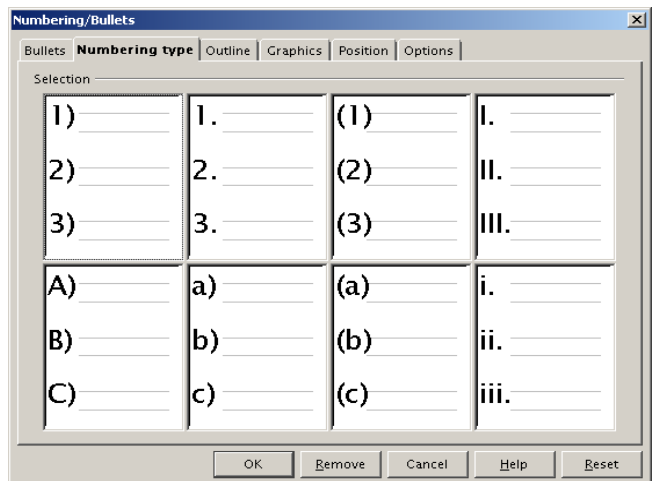 Numbering/Bullets
Bullets Numbering type Outline Graphics Position Options
Selection
1) 1. (1) I.
2) 2. (2) II.
3) 3. (3) III.
A) a) (a) i.
B) b) (b) ii.
C) c) (c) iii.
OK Remove Cancel Help Reset